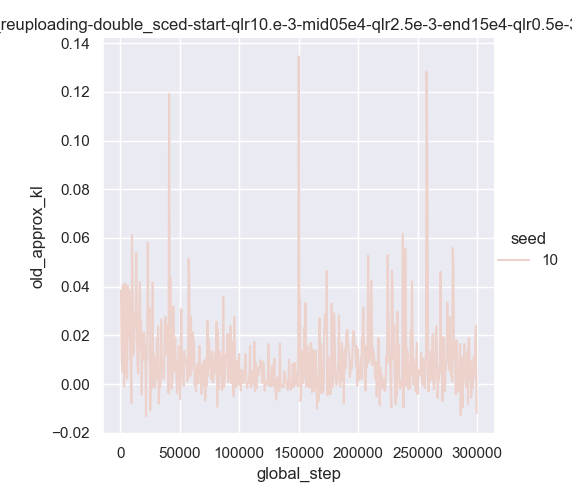 _reuploading-double_sced-start-qlr10.e-3-mid05e4-qlr2.5e-3-end15e4-qlr0.5e-3
0.14
0.12
0.10
0.08
0.06
0.04
0.02
0.00
−0.02
old_approx_kl
0 50000 100000 150000 200000 250000 300000
global_step
seed
10